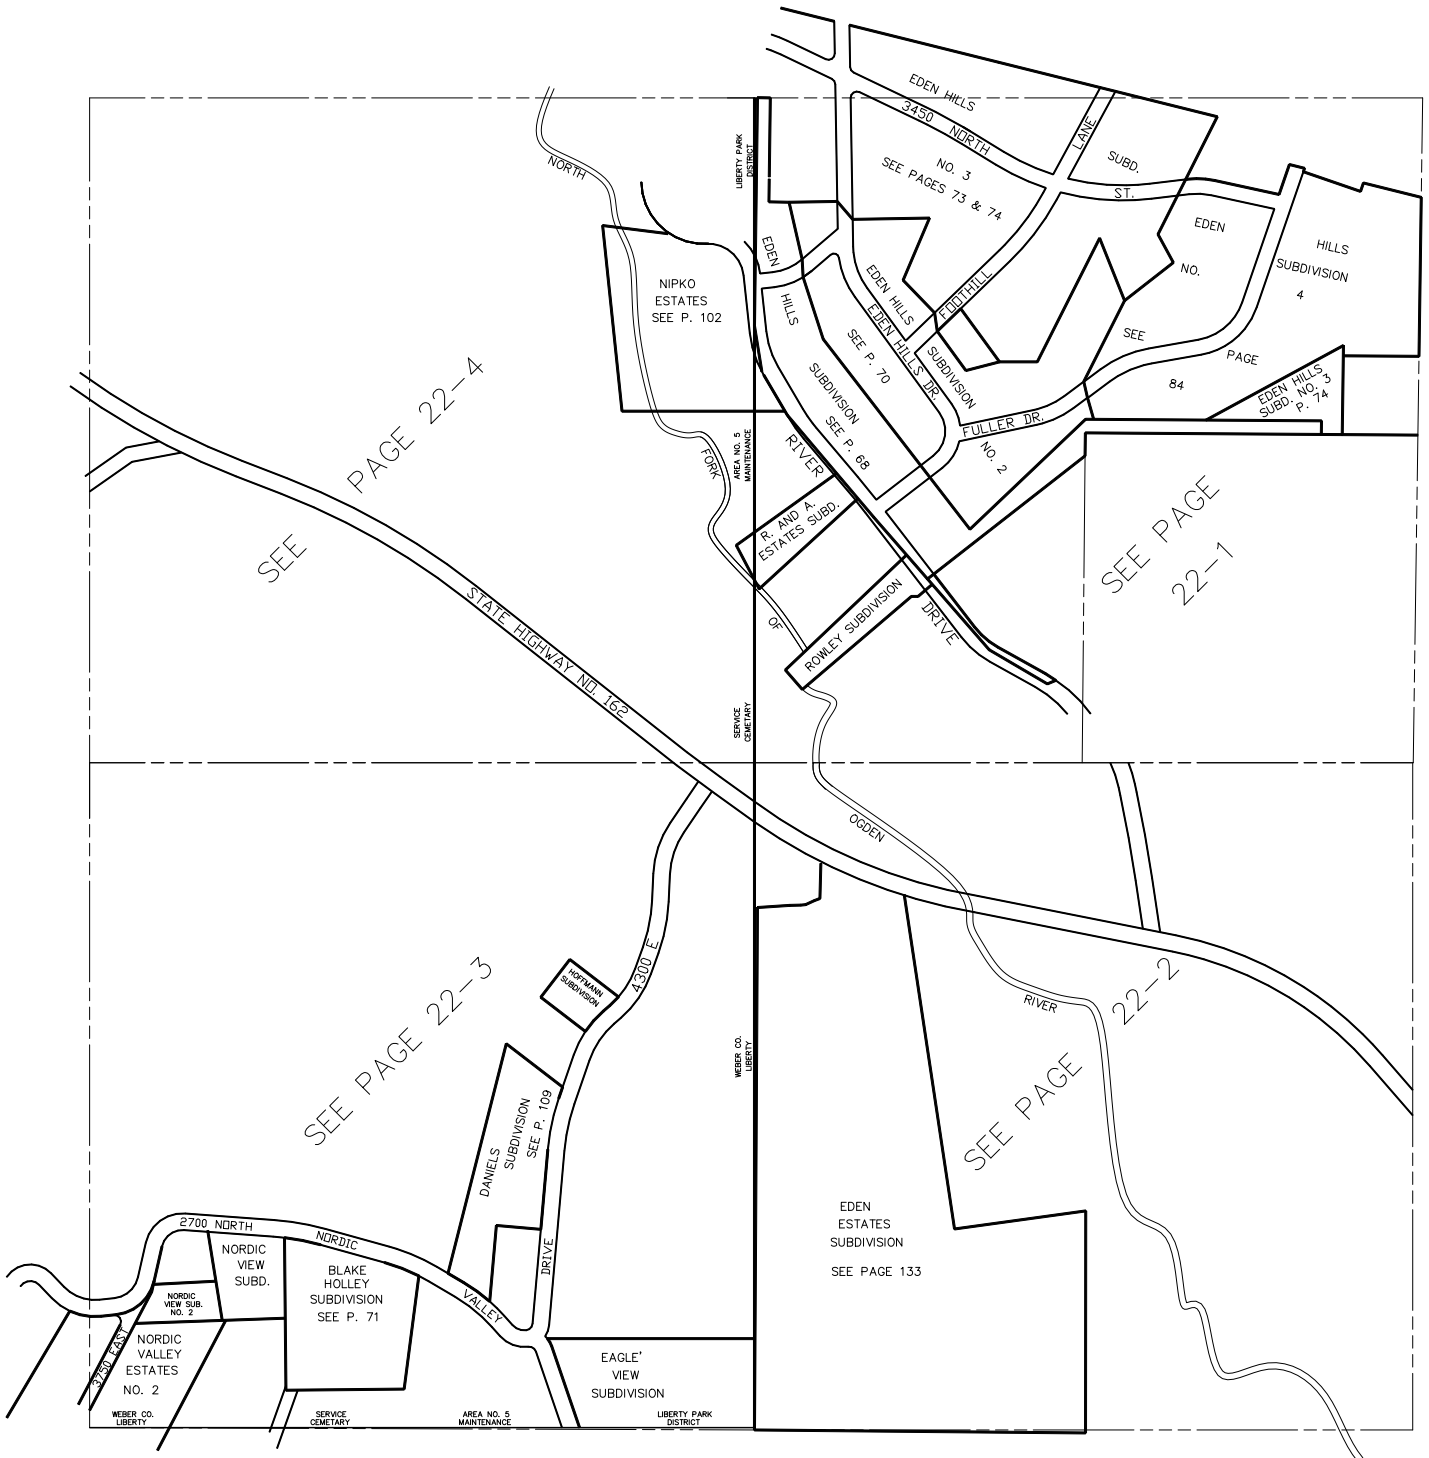 EDEN HILLS
3450 NORTH
ST.
LANE
SUBD.
NO. 3
SEE PAGES 73 & 74
LIBERTY PARK
DISTRICT
NORTH
EDEN
HILLS
SUBDIVISION
SEE P. 68
EDEN
NO.
SEE
84
HILLS
SUBDIVISION
4
PAGE
NIPKO
ESTATES
SEE P. 102
EDEN HILLS
SUBDIVISION
NO. 2
SEE P. 70
EDEN HILLS DR.
FOOTHILL
FULLER DR.
EDEN HILLS
SUBD. NO. 3
P. 74
SEE PAGE 22-4
FORK
AREA NO. 5
MAINTENANCE
RIVER
DRIVE
R. AND A.
ESTATES SUBD.
ROWLEY SUBDIVISION
OF
SEE PAGE
22-1
STATE HIGHWAY NO. 162
SERVICE
CEMETARY
OGDEN
RIVER
4300 E
HOFFMANN
SUBDIVISION
SEE PAGE 22-3
WEBER CO.
LIBERTY
SEE PAGE 22-2
DANIELS
SUBDIVISION
SEE P. 109
EDEN
ESTATES
SUBDIVISION
SEE PAGE 133
2700 NORTH
NORDIC
VALLEY
DRIVE
NORDIC
VIEW
SUBD.
BLAKE
HOLLEY
SUBDIVISION
SEE P. 71
NORDIC
VIEW SUB.
NO. 2
3750 EAST
NORDIC
VALLEY
ESTATES
NO. 2
EAGLE'
VIEW
SUBDIVISION
WEBER CO.
LIBERTY
SERVICE
CEMETARY
AREA NO. 5
MAINTENANCE
LIBERTY PARK
DISTRICT